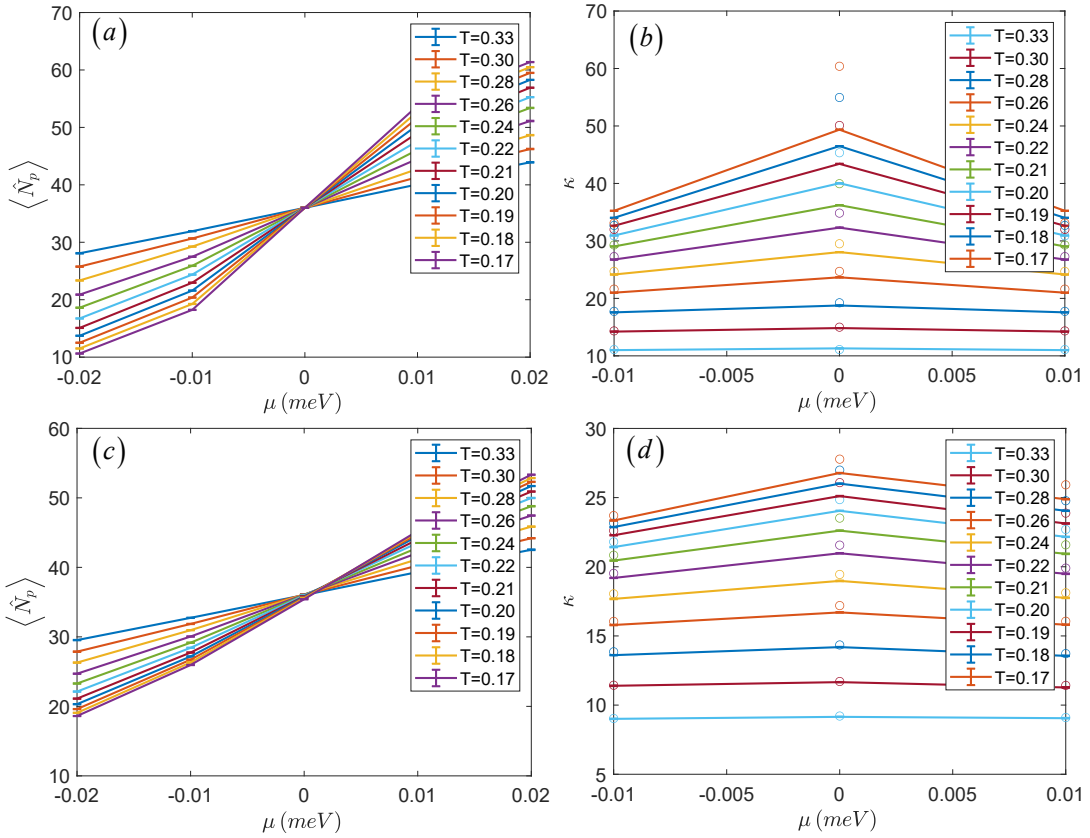 (a)
70
60
50
40
30
20
10
⟨N̂p⟩
-0.02
-0.01
0
0.01
0.02
μ (meV)
T=0.33
T=0.30
T=0.28
T=0.26
T=0.24
T=0.22
T=0.21
T=0.20
T=0.19
T=0.18
T=0.17
(b)
70
60
50
40
30
20
10
κ
-0.01
-0.005
0
0.005
0.01
μ (meV)
T=0.33
T=0.30
T=0.28
T=0.26
T=0.24
T=0.22
T=0.21
T=0.20
T=0.19
T=0.18
T=0.17
(c)
60
50
40
30
20
10
⟨N̂p⟩
-0.02
-0.01
0
0.01
0.02
μ (meV)
T=0.33
T=0.30
T=0.28
T=0.26
T=0.24
T=0.22
T=0.21
T=0.20
T=0.19
T=0.18
T=0.17
(d)
30
25
20
15
10
5
κ
-0.01
-0.005
0
0.005
0.01
μ (meV)
T=0.33
T=0.30
T=0.28
T=0.26
T=0.24
T=0.22
T=0.21
T=0.20
T=0.19
T=0.18
T=0.17